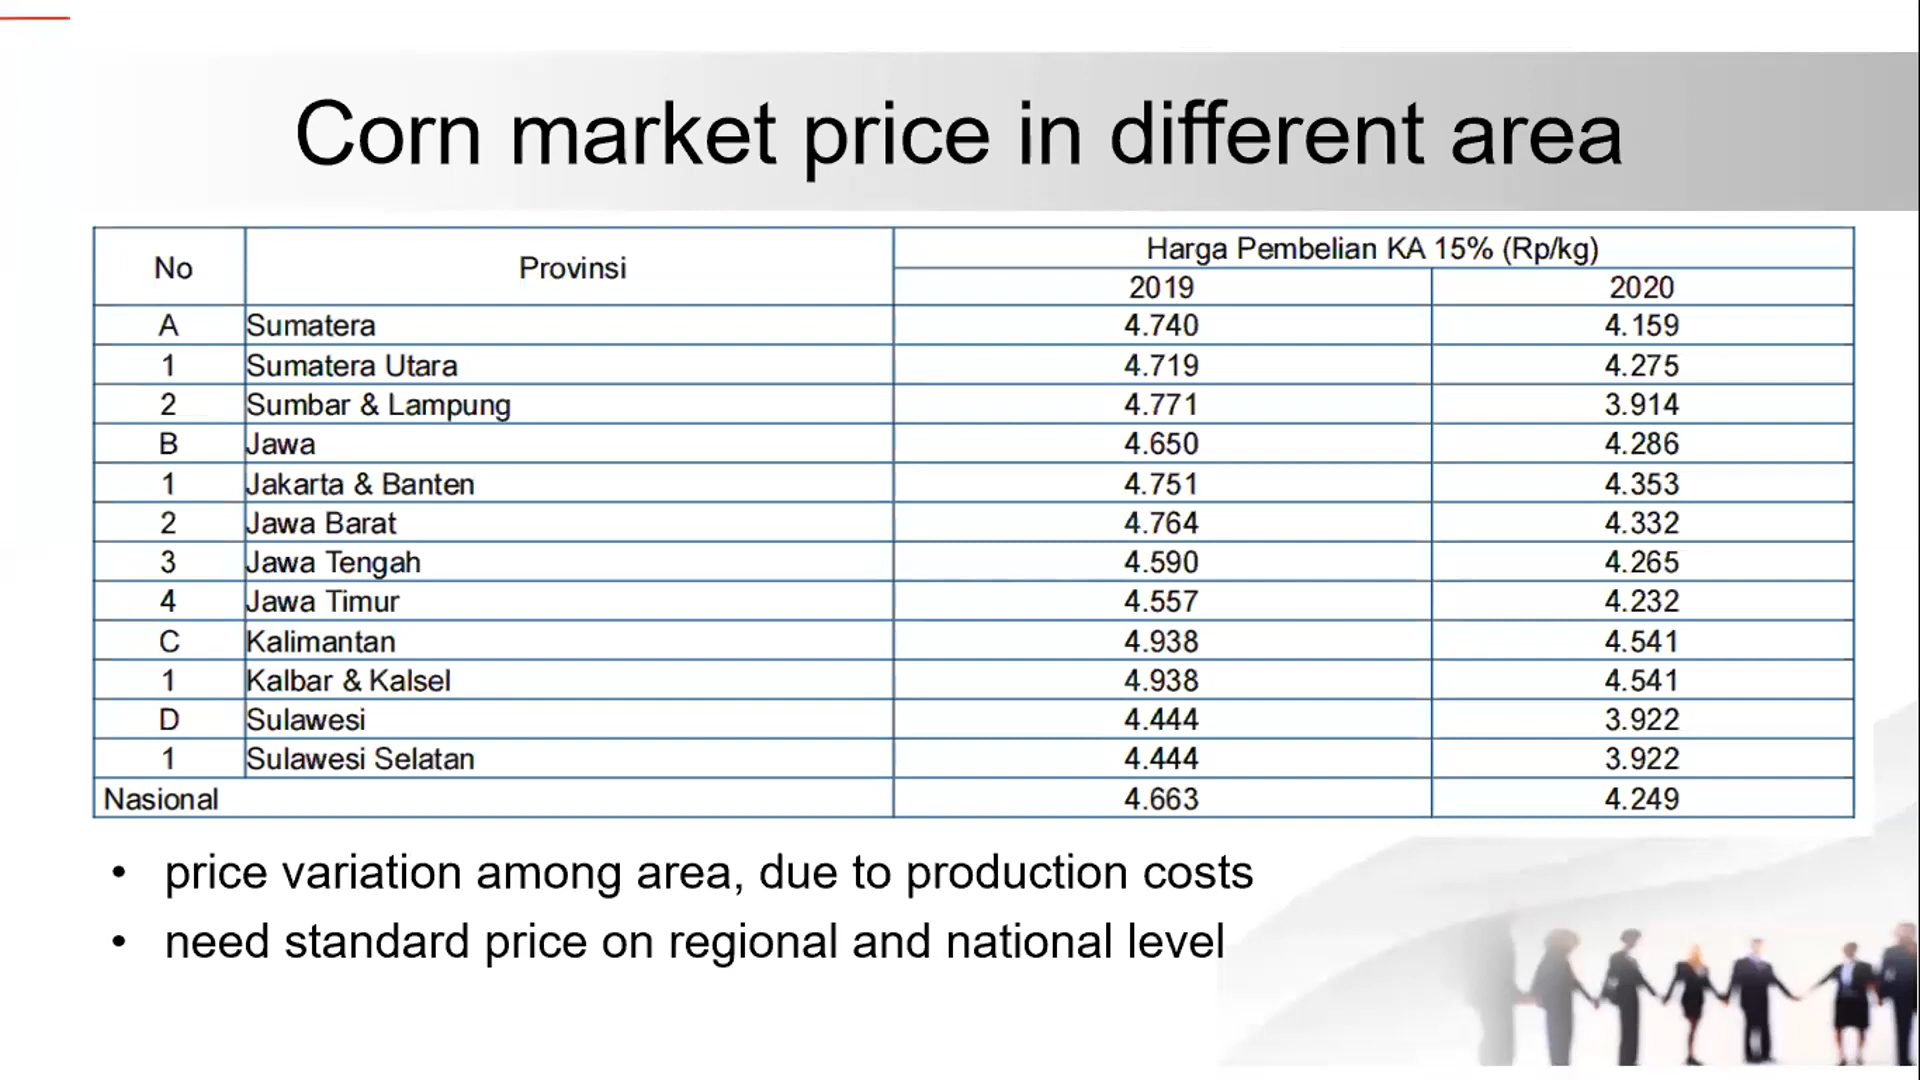 Corn market price in different area
No Provinsi Harga Pembelian KA 15% (Rp/kg)
2019 2020
A Sumatera 4.740 4.159
1 Sumatera Utara 4.719 4.275
2 Sumbar & Lampung 4.771 3.914
B Jawa 4.650 4.286
1 Jakarta & Banten 4.751 4.353
2 Jawa Barat 4.764 4.332
3 Jawa Tengah 4.590 4.265
4 Jawa Timur 4.557 4.232
C Kalimantan 4.938 4.541
1 Kalbar & Kalsel 4.938 4.541
D Sulawesi 4.444 3.922
1 Sulawesi Selatan 4.444 3.922
Nasional 4.663 4.249
• price variation among area, due to production costs
• need standard price on regional and national level